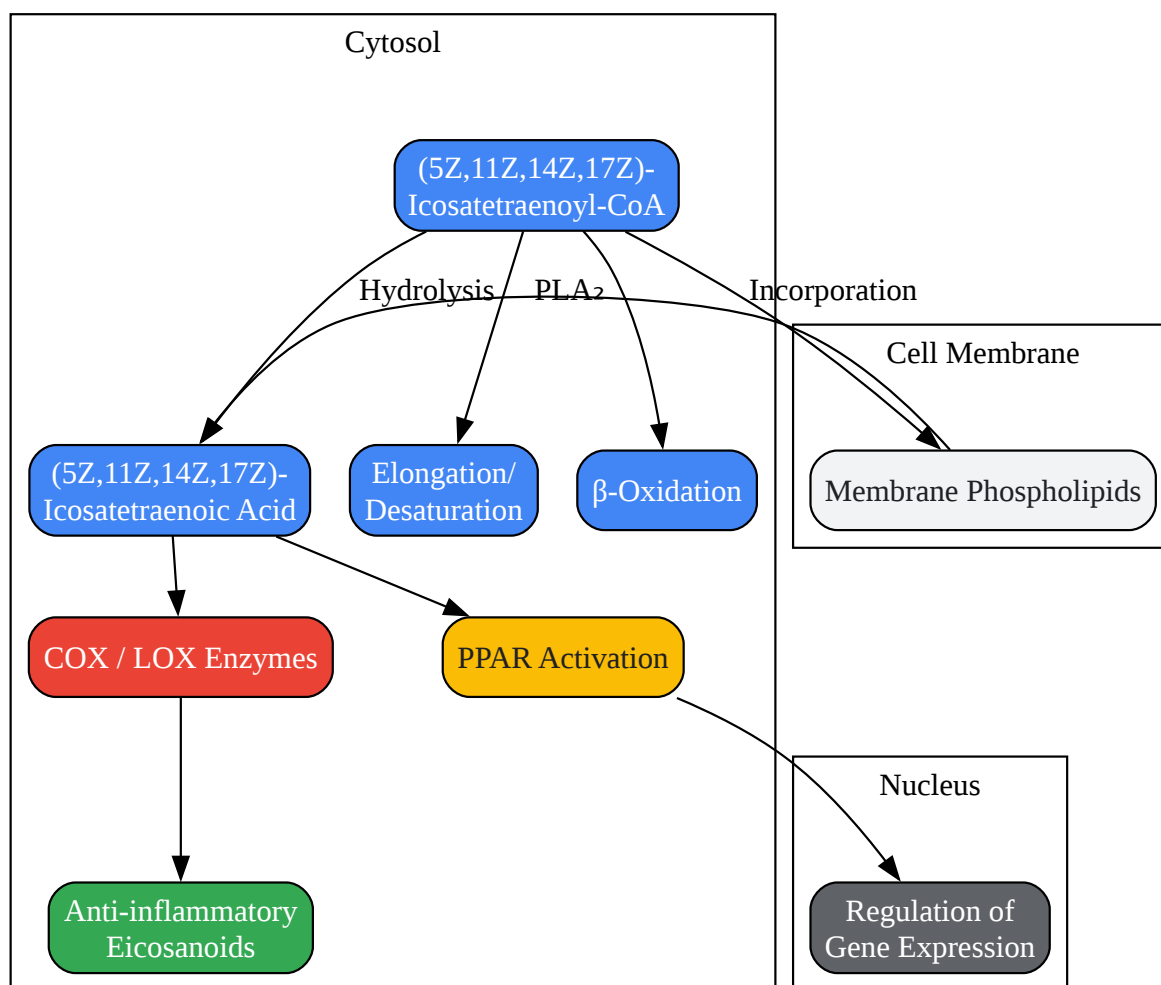 Cytosol
(5Z,11Z,14Z,17Z)-
Icosatetraenoyl-CoA
Hydrolysis
PLA₂
Incorporation
Cell Membrane
(5Z,11Z,14Z,17Z)-
Icosatetraenoic Acid
Elongation/
Desaturation
β-Oxidation
Membrane Phospholipids
COX / LOX Enzymes
PPAR Activation
Nucleus
Anti-inflammatory
Eicosanoids
Regulation of
Gene Expression